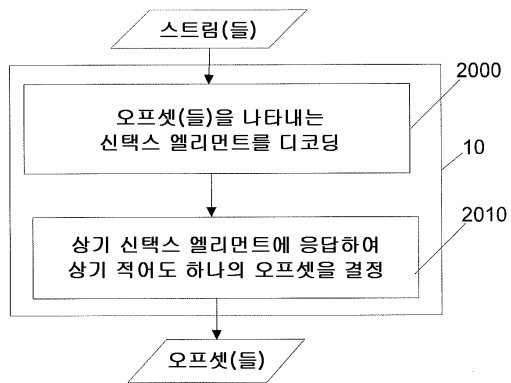 스트림(들)
2000
오프셋(들)을 나타내는
신택스 엘리먼트를 디코딩
10
2010
상기 신택스 엘리먼트에 응답하여
상기 적어도 하나의 오프셋을 결정
오프셋(들)